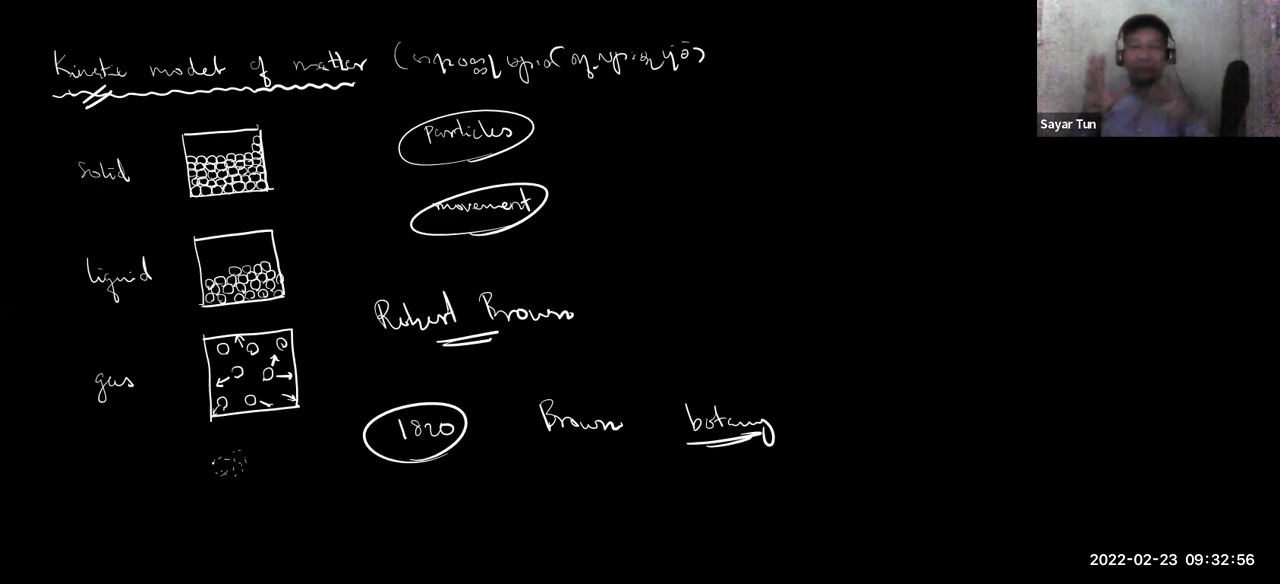 Kinetic model of matter
solid
particles
movement
liquid
Robert Brown
gas
1820 Brown botany
Sayar Tun
2022-02-23 09:32:56